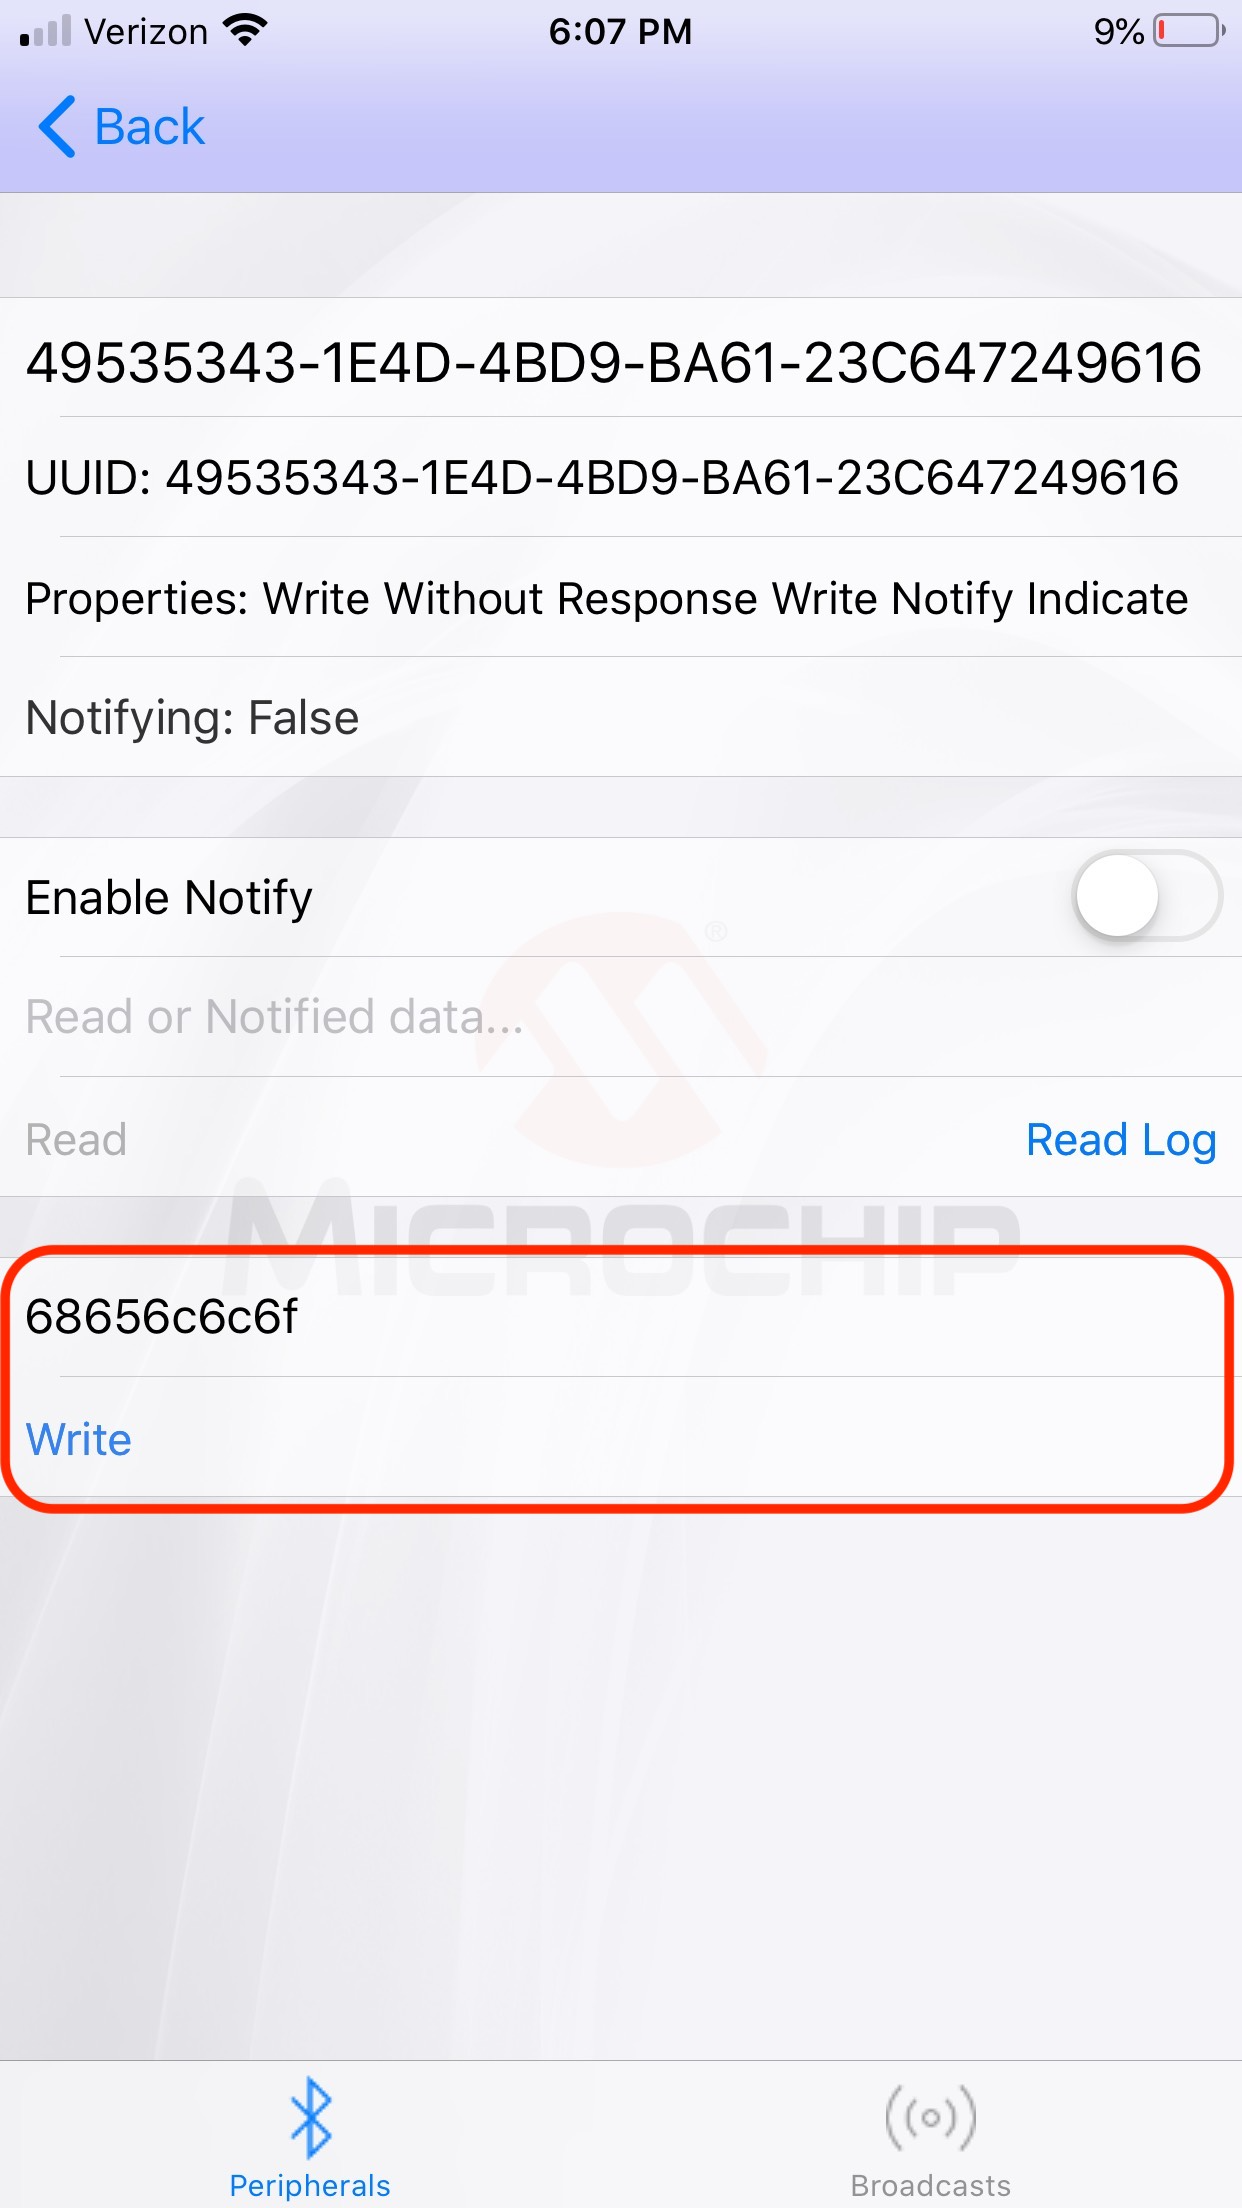 Verizon 6:07 PM 9%
Back
49535343-1E4D-4BD9-BA61-23C647249616
UUID: 49535343-1E4D-4BD9-BA61-23C647249616
Properties: Write Without Response Write Notify Indicate
Notifying: False
Enable Notify
®
Read or Notified data...
Read Read Log
MICROCHIP
68656c6c6f
Write
Peripherals Broadcasts